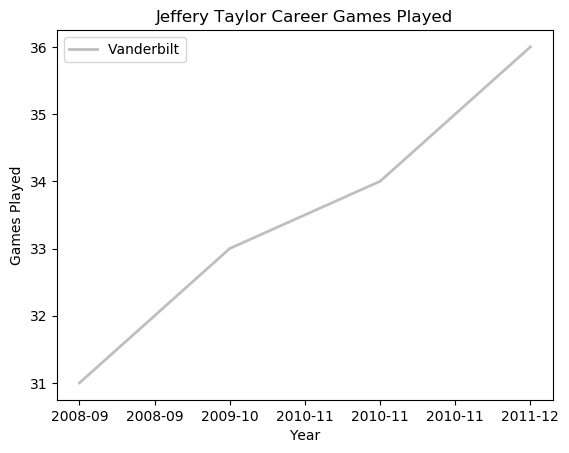 Jeffery Taylor Career Games Played
Vanderbilt
36
35
34
33
32
31
Games Played
2008-09 2008-09 2009-10 2010-11 2010-11 2010-11 2011-12
Year